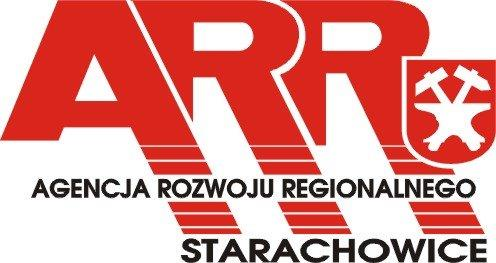 ARR
AGENCJA ROZWOJU REGIONALNEGO
STARACHOWICE